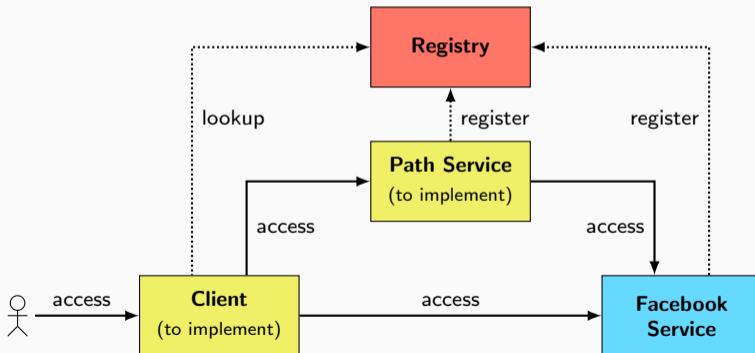 Registry
lookup
register
register
Path Service
(to implement)
access
access
access
Client
(to implement)
access
Facebook
Service